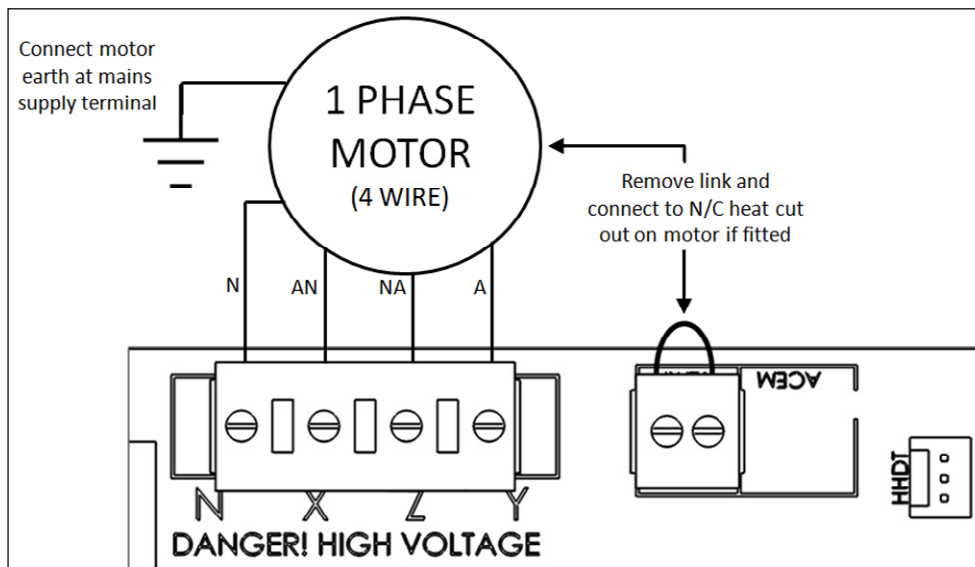 Connect motor
earth at mains
supply terminal
1 PHASE
MOTOR
(4 WIRE)
Remove link and
connect to N/C heat cut
out on motor if fitted
N
AN
NA
A
ACEM
HHDT
N X Z Y
DANGER! HIGH VOLTAGE